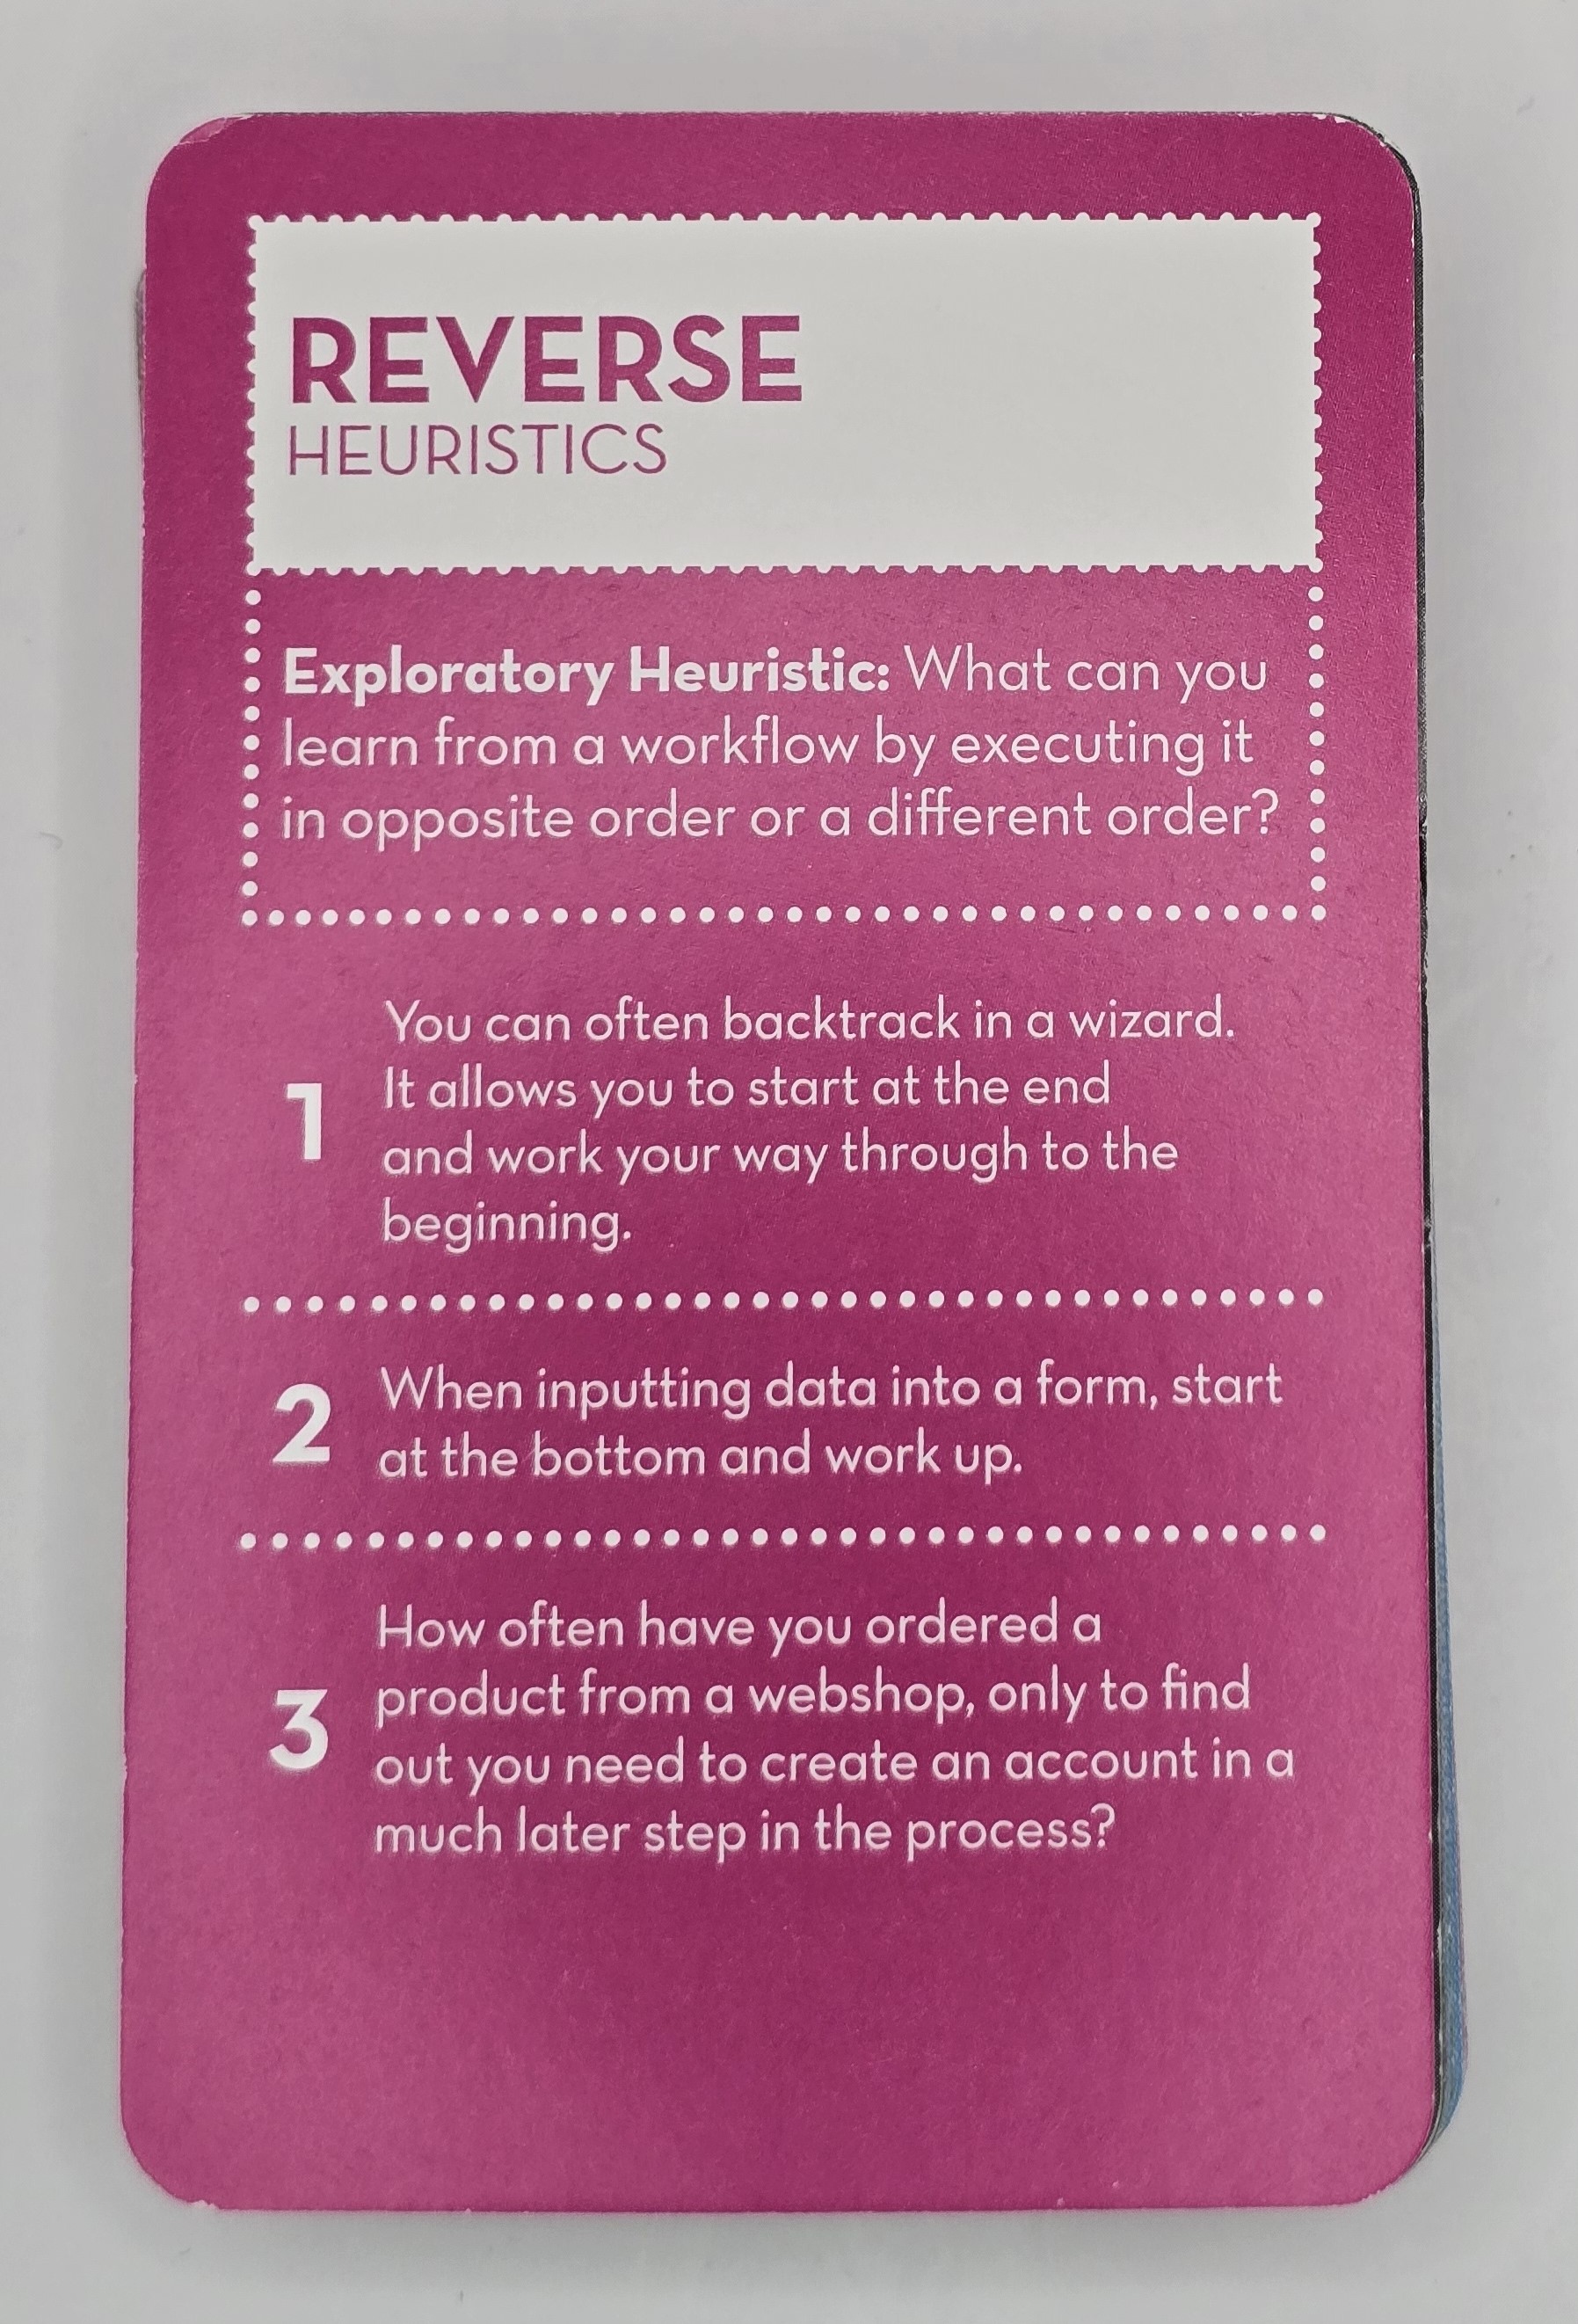 REVERSE
HEURISTICS
Exploratory Heuristic: What can you
learn from a workflow by executing it
in opposite order or a different order?
1
You can often backtrack in a wizard.
It allows you to start at the end
and work your way through to the
beginning.
2
When inputting data into a form, start
at the bottom and work up.
3
How often have you ordered a
product from a webshop, only to find
out you need to create an account in a
much later step in the process?